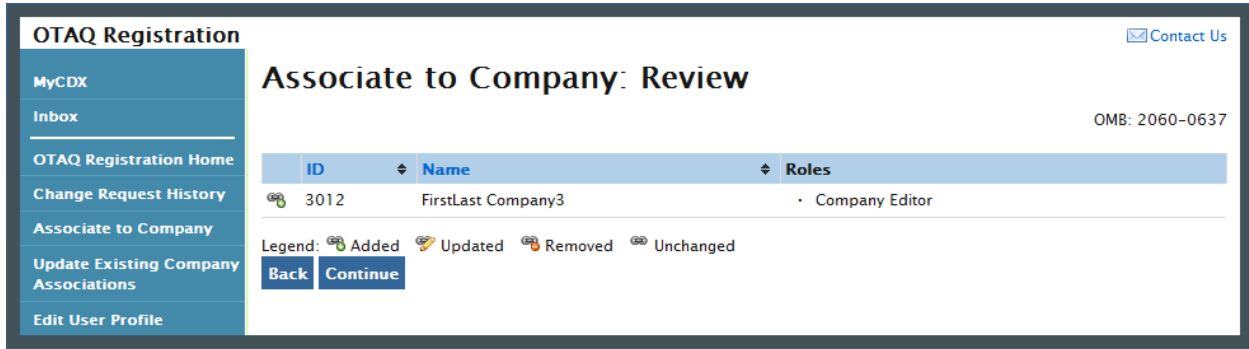 OTAQ Registration
Contact Us
MyCDX
Inbox
OTAQ Registration Home
Change Request History
Associate to Company
Update Existing Company
Associations
Edit User Profile
Associate to Company: Review
OMB: 2060-0637
ID Name Roles
3012 FirstLast Company3 · Company Editor
Legend: Added Updated Removed Unchanged
Back Continue